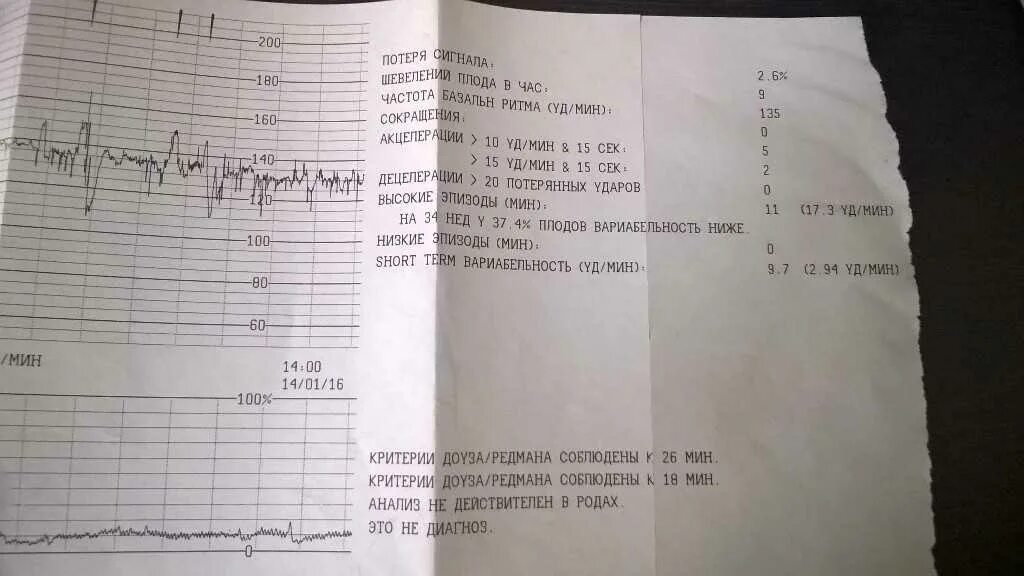 200
180
160
140
120
100
80
60
/МИН
14:00
14/01/16
100%
0
ПОТЕРЯ СИГНАЛА: 2.6%
ШЕВЕЛЕНИЙ ПЛОДА В ЧАС: 9
ЧАСТОТА БАЗАЛЬН РИТМА (УД/МИН): 135
СОКРАЩЕНИЯ: 0
АКЦЕЛЕРАЦИИ > 10 УД/МИН & 15 СЕК: 5
> 15 УД/МИН & 15 СЕК: 2
ДЕЦЕЛЕРАЦИИ > 20 ПОТЕРЯННЫХ УДАРОВ 0
ВЫСОКИЕ ЭПИЗОДЫ (МИН): 11 (17.3 УД/МИН)
НА 34 НЕД У 37.4% ПЛОДОВ ВАРИАБЕЛЬНОСТЬ НИЖЕ.
НИЗКИЕ ЭПИЗОДЫ (МИН): 0
SHORT TERM ВАРИАБЕЛЬНОСТЬ (УД/МИН): 9.7 (2.94 УД/МИН)
КРИТЕРИИ ДОУЗА/РЕДМАНА СОБЛЮДЕНЫ К 26 МИН.
КРИТЕРИИ ДОУЗА/РЕДМАНА СОБЛЮДЕНЫ К 18 МИН.
АНАЛИЗ НЕ ДЕЙСТВИТЕЛЕН В РОДАХ.
ЭТО НЕ ДИАГНОЗ.